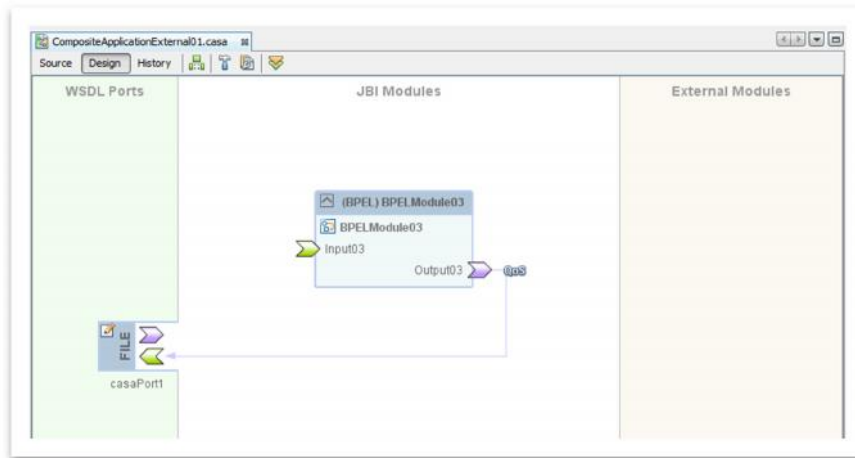 CompositeApplicationExternal01.casa
Source Design History
WSDL Ports
JBI Modules
External Modules
(BPEL) BPELModule03
BPELModule03
Input03
Output03
QoS
FILE
casaPort1